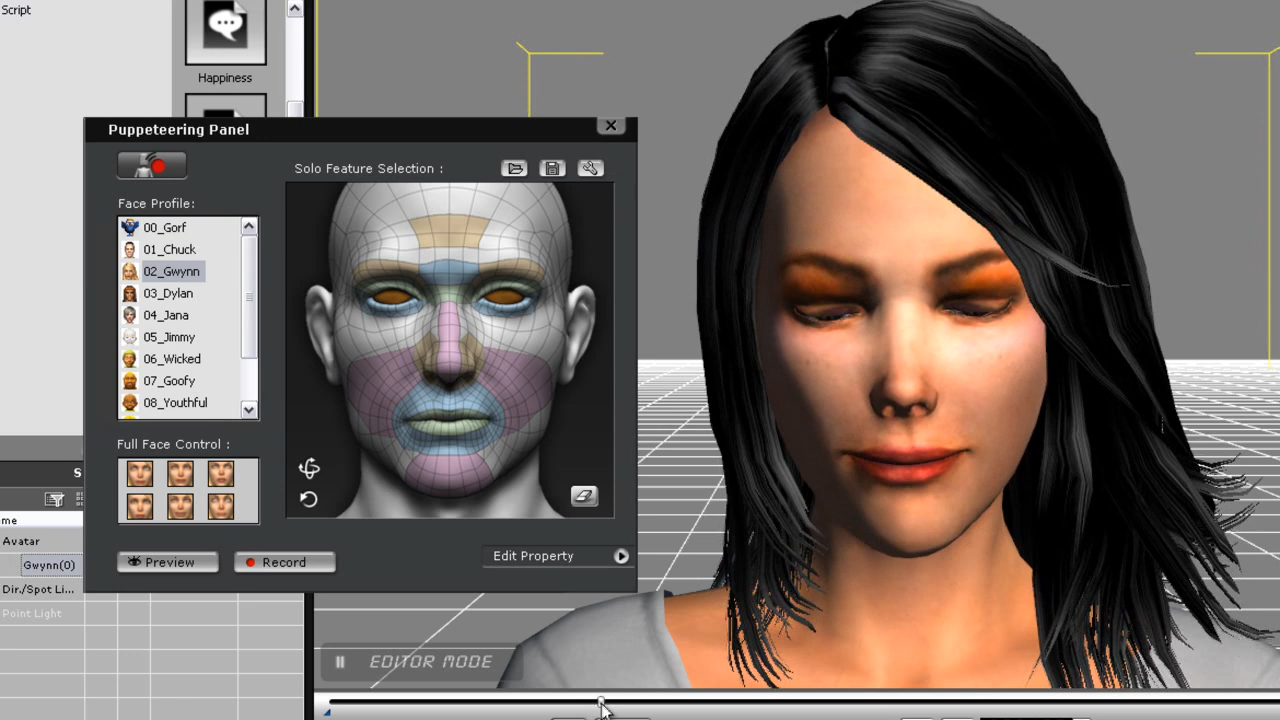 Script
Happiness
Puppeteering Panel
Solo Feature Selection :
Face Profile:
00_Gorf
01_Chuck
02_Gwynn
03_Dylan
04_Jana
05_Jimmy
06_Wicked
07_Goofy
08_Youthful
Full Face Control :
S
me
Avatar
Gwynn(0)
Dir./Spot Li...
Point Light
Preview
Record
Edit Property
EDITOR MODE